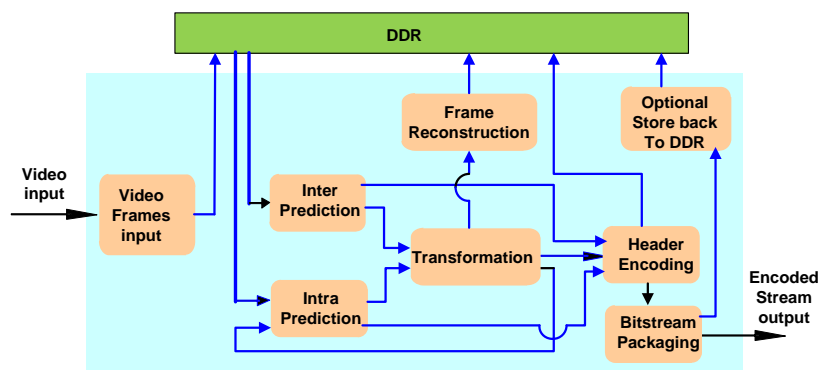 DDR
Frame
Reconstruction
Optional
Store back
To DDR
Video
input
Video
Frames
input
Inter
Prediction
Transformation
Header
Encoding
Intra
Prediction
Bitstream
Packaging
Encoded
Stream
output